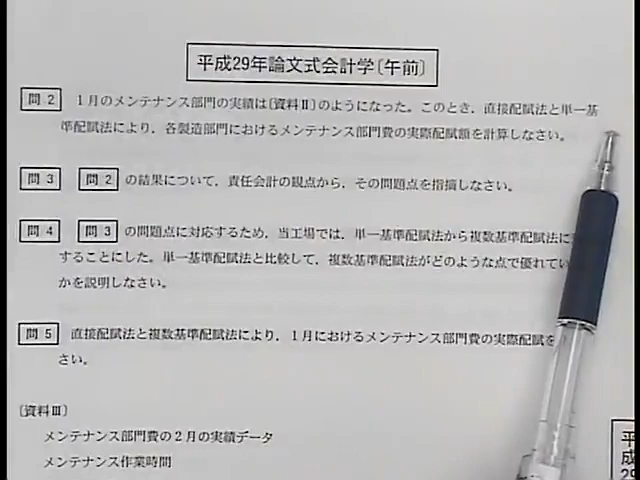 平成29年論文式会計学〔午前〕
問2 1月のメンテナンス部門の実績は〔資料Ⅱ〕のようになった。このとき,直接配賦法と単一基
準配賦法により,各製造部門におけるメンテナンス部門費の実際配賦額を計算しなさい。
問3 問2 の結果について,責任会計の観点から,その問題点を指摘しなさい。
問4 問3 の問題点に対応するため,当工場では,単一基準配賦法から複数基準配賦法に
することにした。単一基準配賦法と比較して,複数基準配賦法がどのような点で優れてい
かを説明しなさい。
問5 直接配賦法と複数基準配賦法により,1月におけるメンテナンス部門費の実際配賦を
さい。
〔資料Ⅲ〕
メンテナンス部門費の2月の実績データ
メンテナンス作業時間
平成29